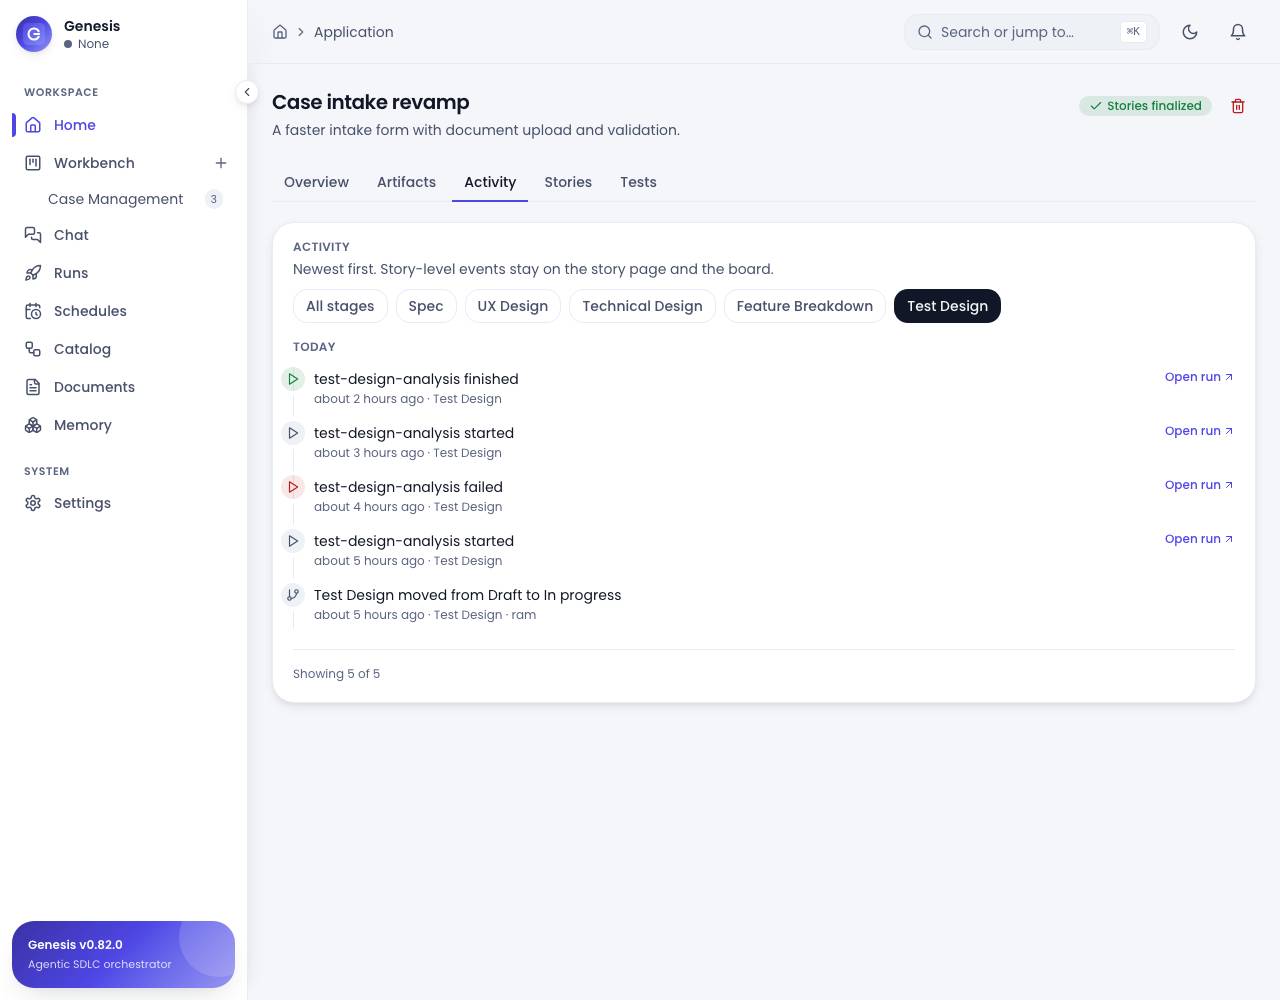 Genesis
None
WORKSPACE
Home
Workbench
Case Management 3
Chat
Runs
Schedules
Catalog
Documents
Memory
SYSTEM
Settings
Genesis v0.82.0
Agentic SDLC orchestrator
Application
Search or jump to... ⌘K
Case intake revamp
A faster intake form with document upload and validation.
Stories finalized
Overview Artifacts Activity Stories Tests
ACTIVITY
Newest first. Story-level events stay on the story page and the board.
All stages Spec UX Design Technical Design Feature Breakdown Test Design
TODAY
test-design-analysis finished Open run
about 2 hours ago · Test Design
test-design-analysis started Open run
about 3 hours ago · Test Design
test-design-analysis failed Open run
about 4 hours ago · Test Design
test-design-analysis started Open run
about 5 hours ago · Test Design
Test Design moved from Draft to In progress
about 5 hours ago · Test Design · ram
Showing 5 of 5